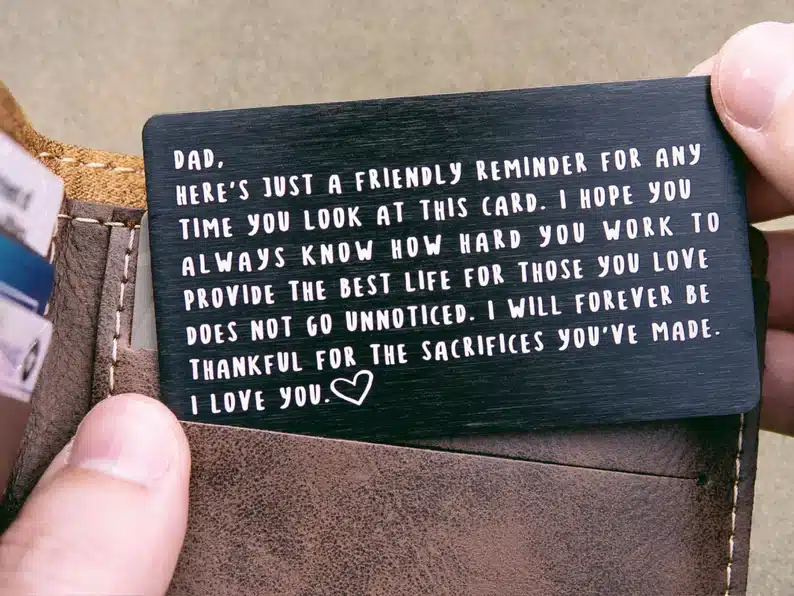 DAD,
HERE'S JUST A FRIENDLY REMINDER FOR ANY
TIME YOU LOOK AT THIS CARD. I HOPE YOU
ALWAYS KNOW HOW HARD YOU WORK TO
PROVIDE THE BEST LIFE FOR THOSE YOU LOVE
DOES NOT GO UNNOTICED. I WILL FOREVER BE
THANKFUL FOR THE SACRIFICES YOU'VE MADE.
I LOVE YOU.